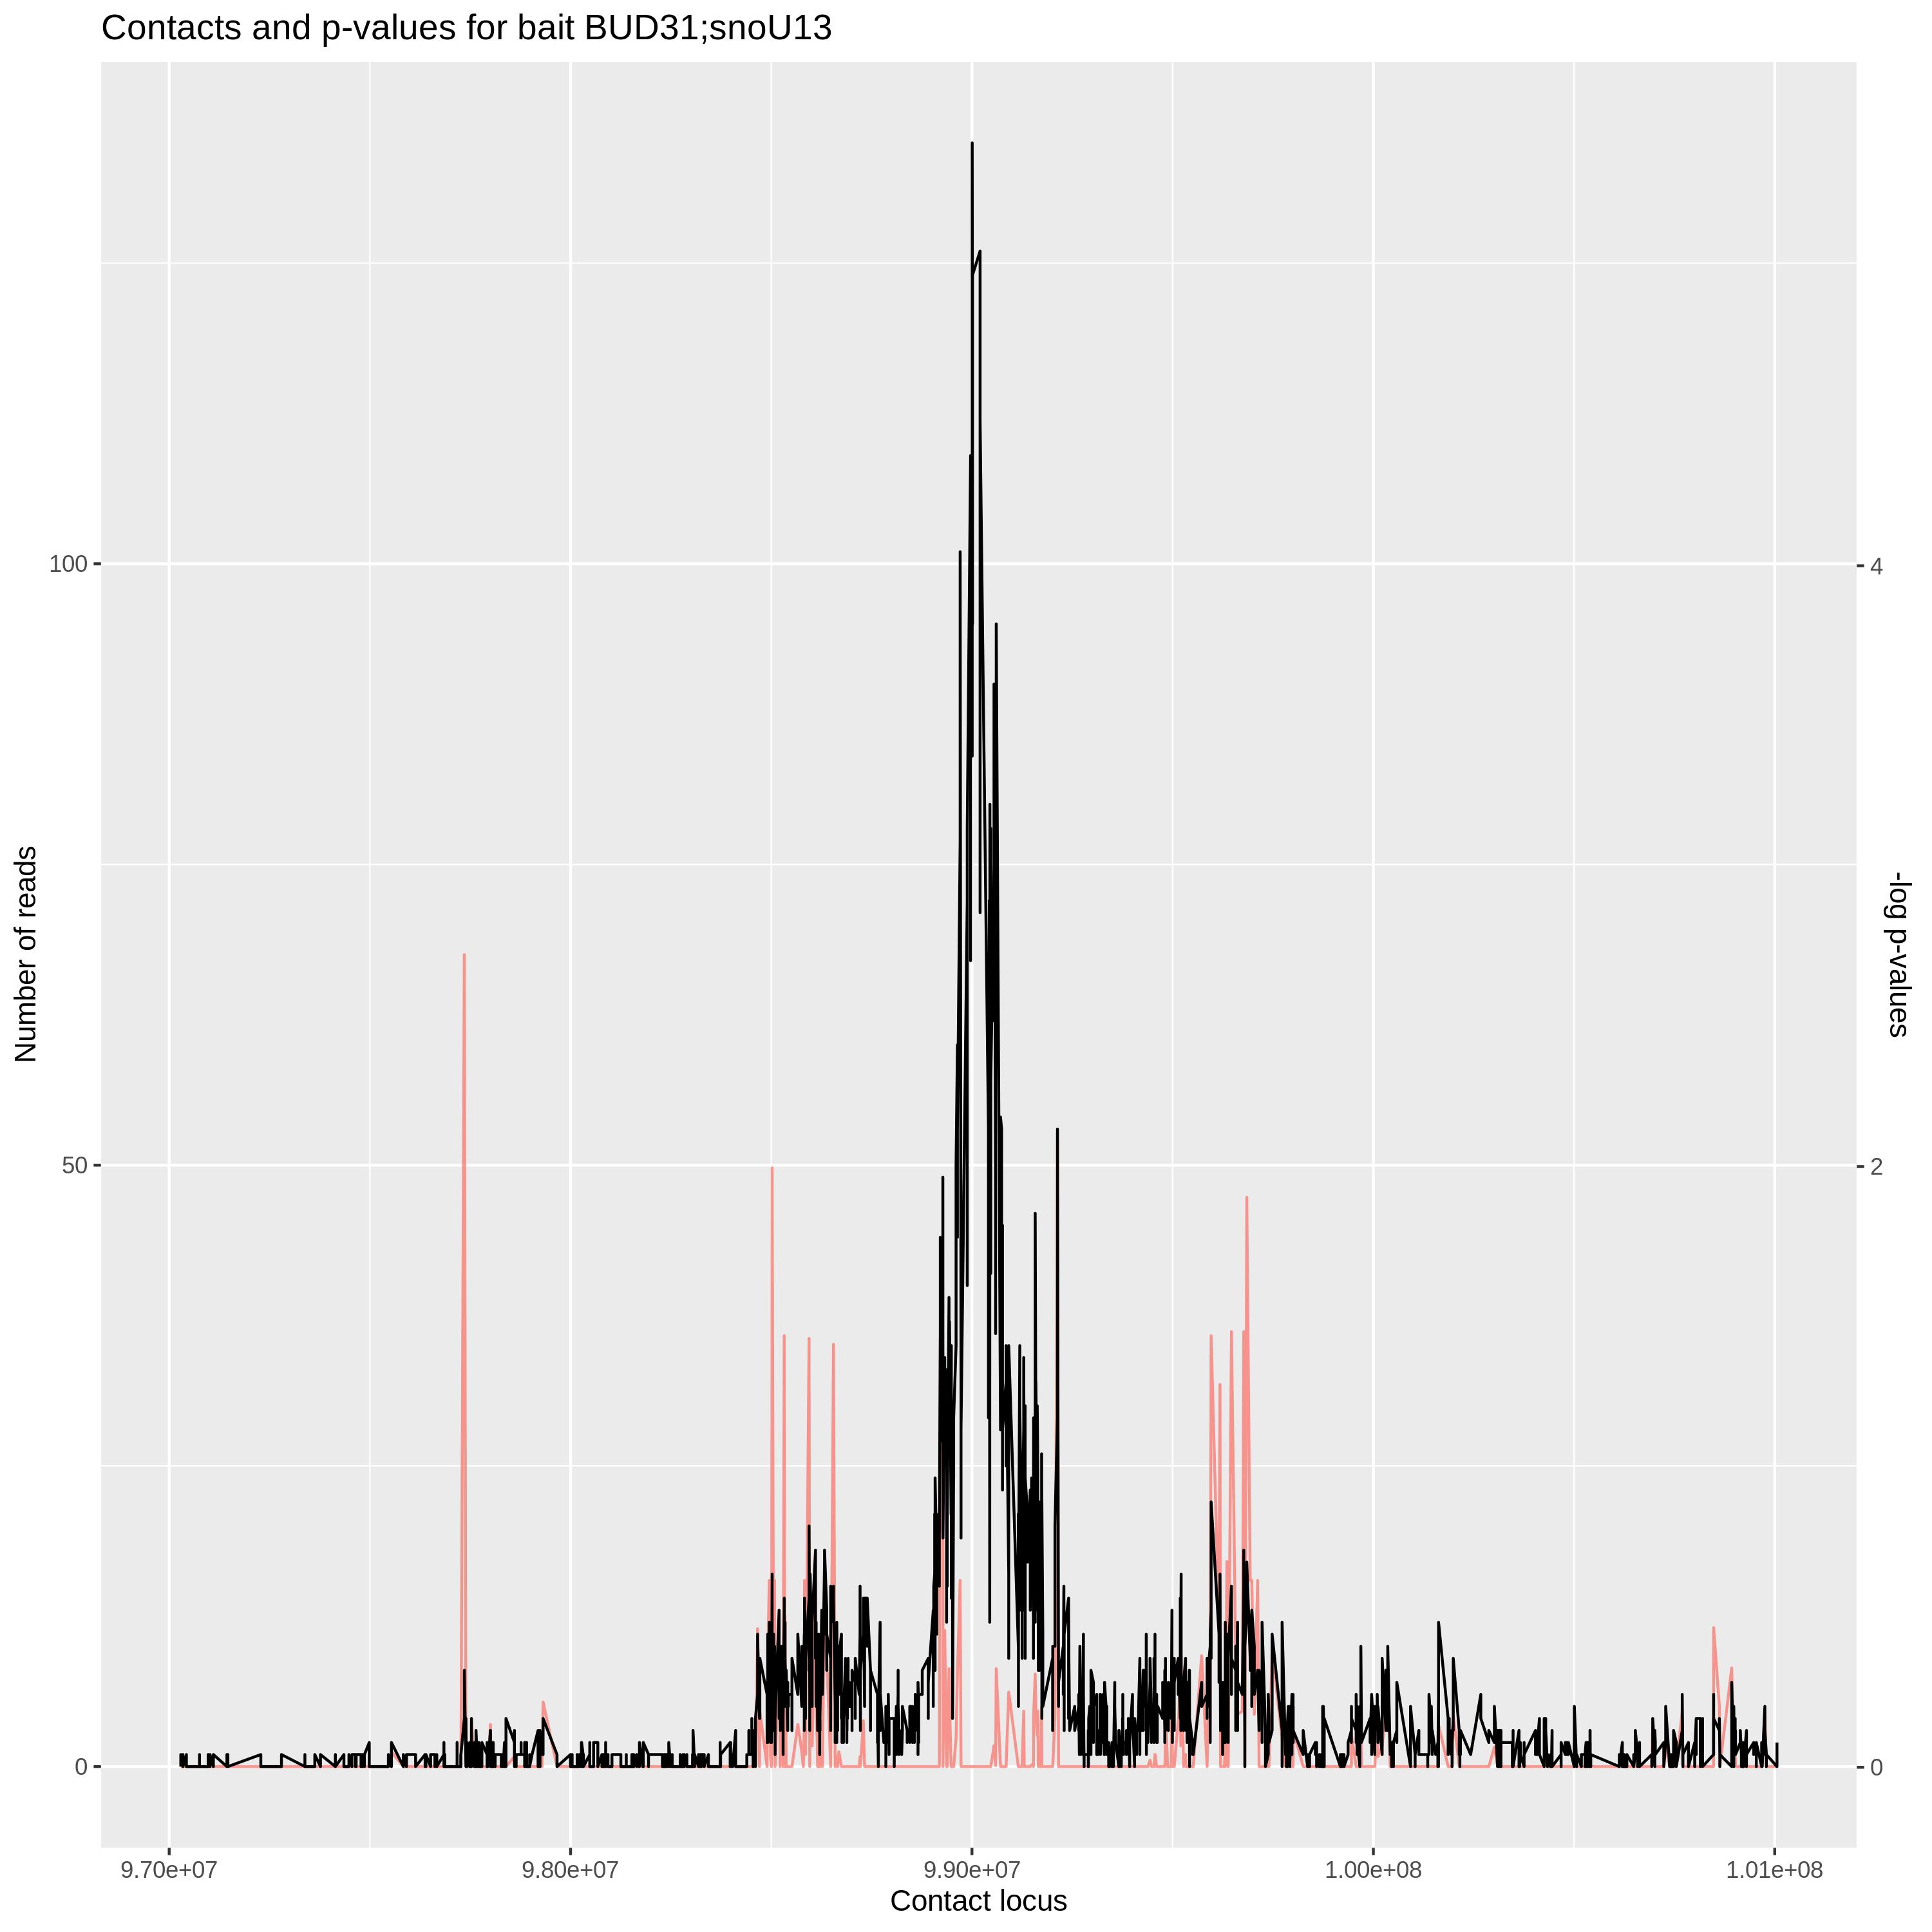 Contacts and p-values for bait BUD31;snoU13
Number of reads
100
50
0
4
2
0
-log p-values
9.70e+07
9.80e+07
9.90e+07
1.00e+08
1.01e+08
Contact locus